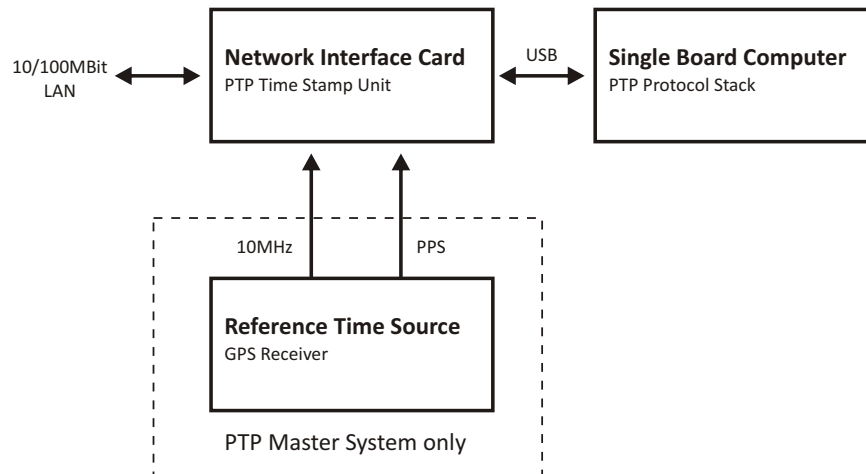 Network Interface Card
PTP Time Stamp Unit
10/100MBit
LAN
USB
Single Board Computer
PTP Protocol Stack
10MHz
PPS
Reference Time Source
GPS Receiver
PTP Master System only